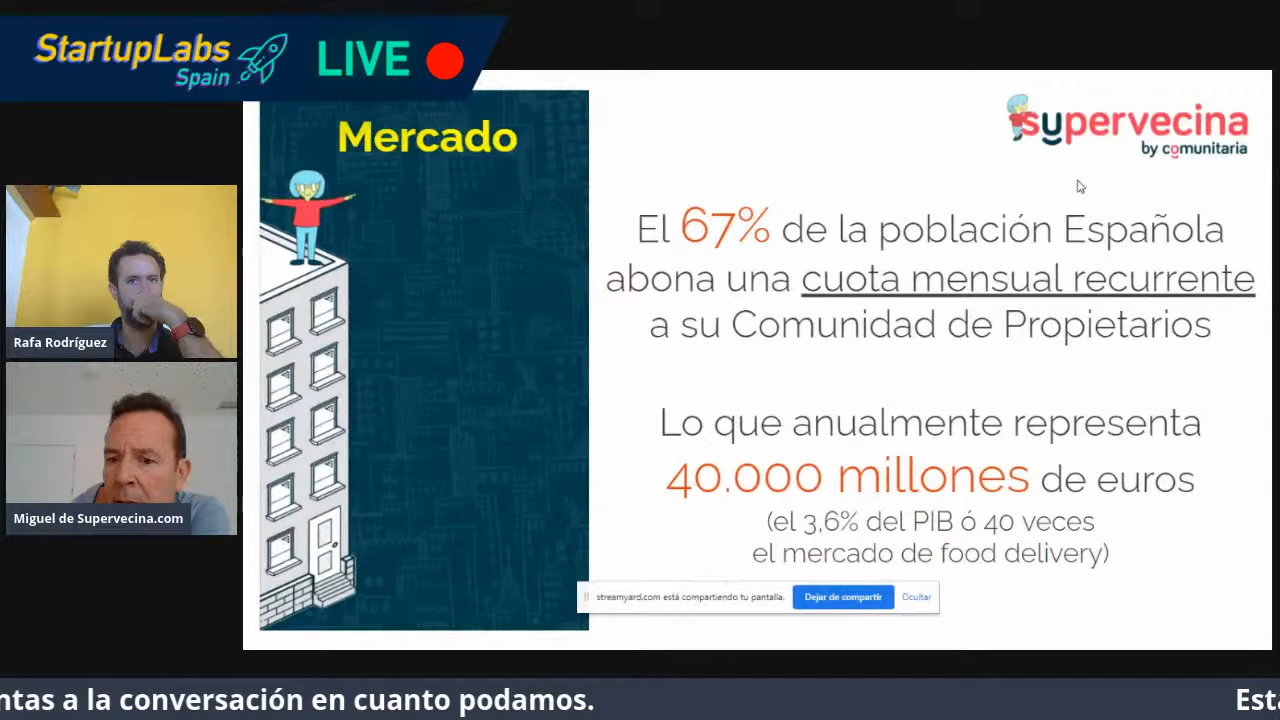 StartupLabs
Spain
LIVE
Mercado
supervecina
by comunitaria
El 67% de la población Española
abona una cuota mensual recurrente
a su Comunidad de Propietarios
Lo que anualmente representa
40.000 millones de euros
(el 3,6% del PIB ó 40 veces
el mercado de food delivery)
Rafa Rodríguez
Miguel de Supervecina.com
streamyard.com está compartiendo tu pantalla.
Dejar de compartir
Ocultar
ntas a la conversación en cuanto podamos.
Esta